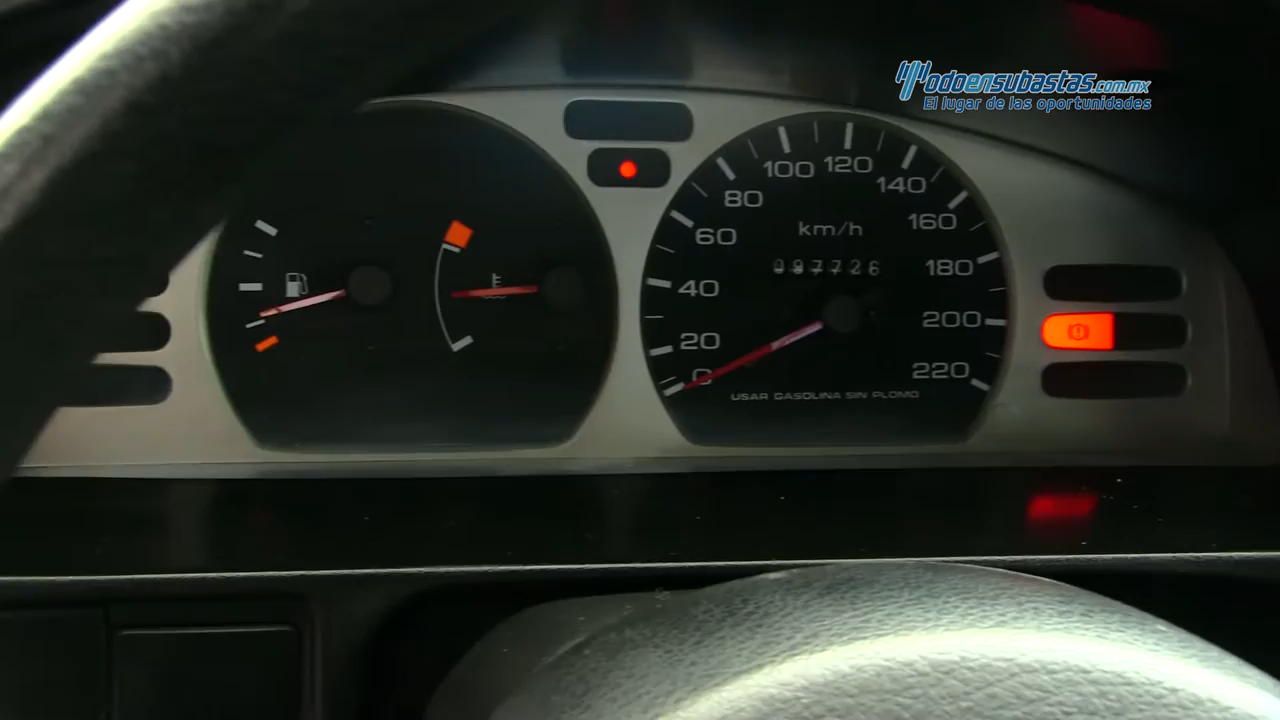 Todoensubastas.com.mx
El lugar de las oportunidades
100 120
80 140
60 km/h 160
097726 180
40
20 200
0 220
USAR GASOLINA SIN PLOMO